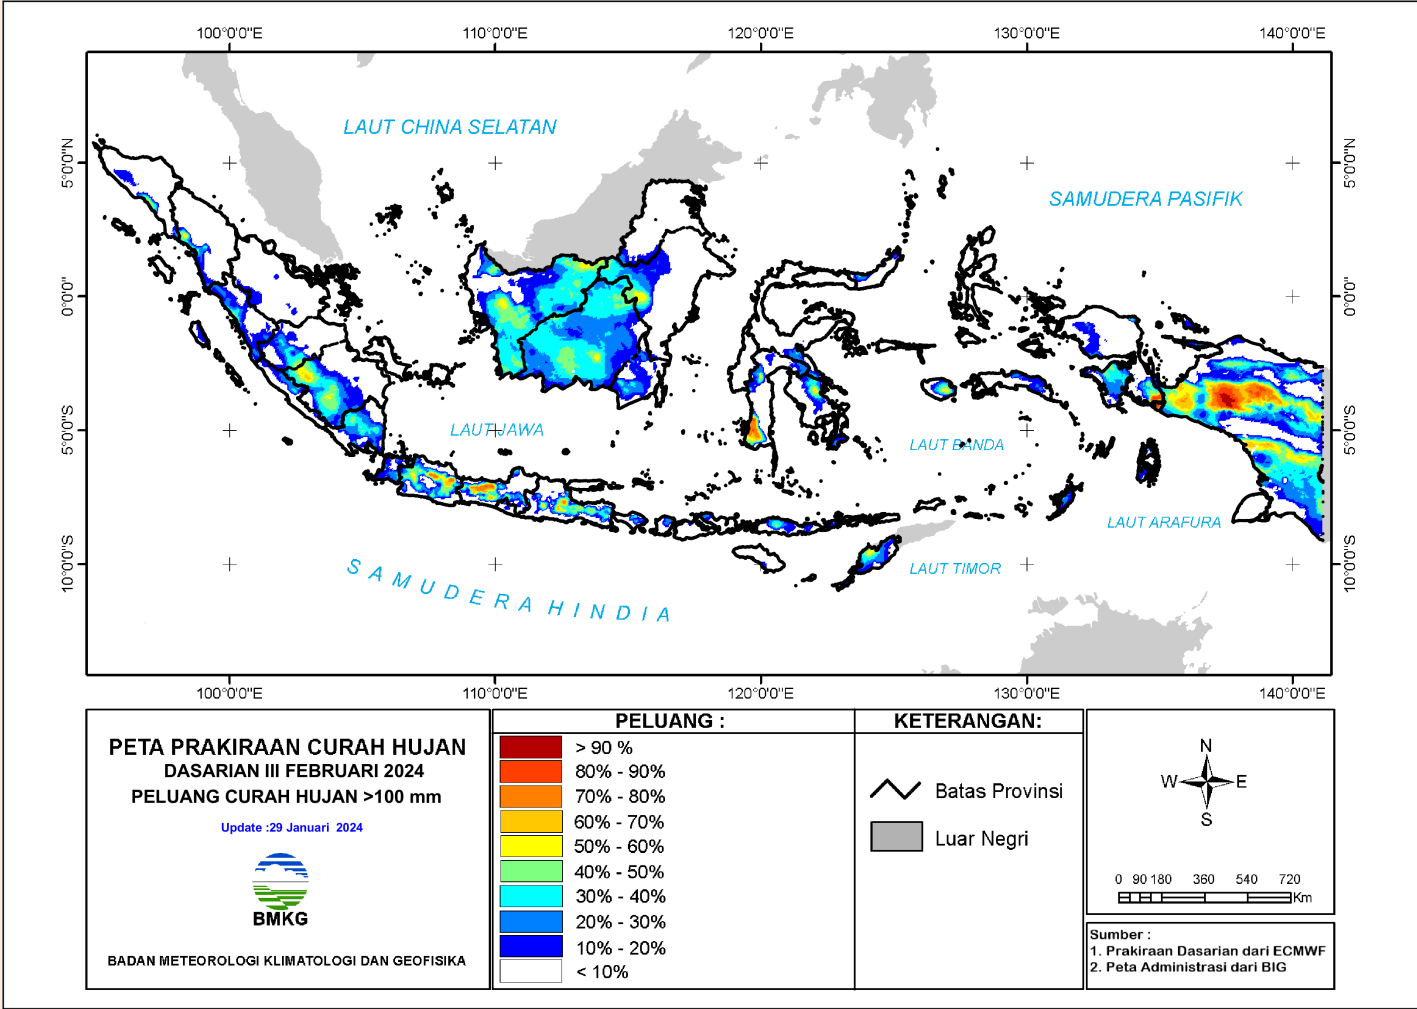 100°0'0"E 110°0'0"E 120°0'0"E 130°0'0"E 140°0'0"E
LAUT CHINA SELATAN
5°0'0"N
5°0'0"N
SAMUDERA PASIFIK
0°0'0"
0°0'0"
5°0'0"S
LAUT JAWA
LAUT BANDA
5°0'0"S
LAUT ARAFURA
10°0'0"S
SAMUDERA HINDIA
LAUT TIMOR
10°0'0"S
100°0'0"E 110°0'0"E 120°0'0"E 130°0'0"E 140°0'0"E
PETA PRAKIRAAN CURAH HUJAN
DASARIAN III FEBRUARI 2024
PELUANG CURAH HUJAN >100 mm
Update :29 Januari 2024
BMKG
BADAN METEOROLOGI KLIMATOLOGI DAN GEOFISIKA
PELUANG :
> 90 %
80% - 90%
70% - 80%
60% - 70%
50% - 60%
40% - 50%
30% - 40%
20% - 30%
10% - 20%
< 10%
KETERANGAN:
Batas Provinsi
Luar Negri
N
W E
S
0 90 180 360 540 720
Km
Sumber :
1. Prakiraan Dasarian dari ECMWF
2. Peta Administrasi dari BIG